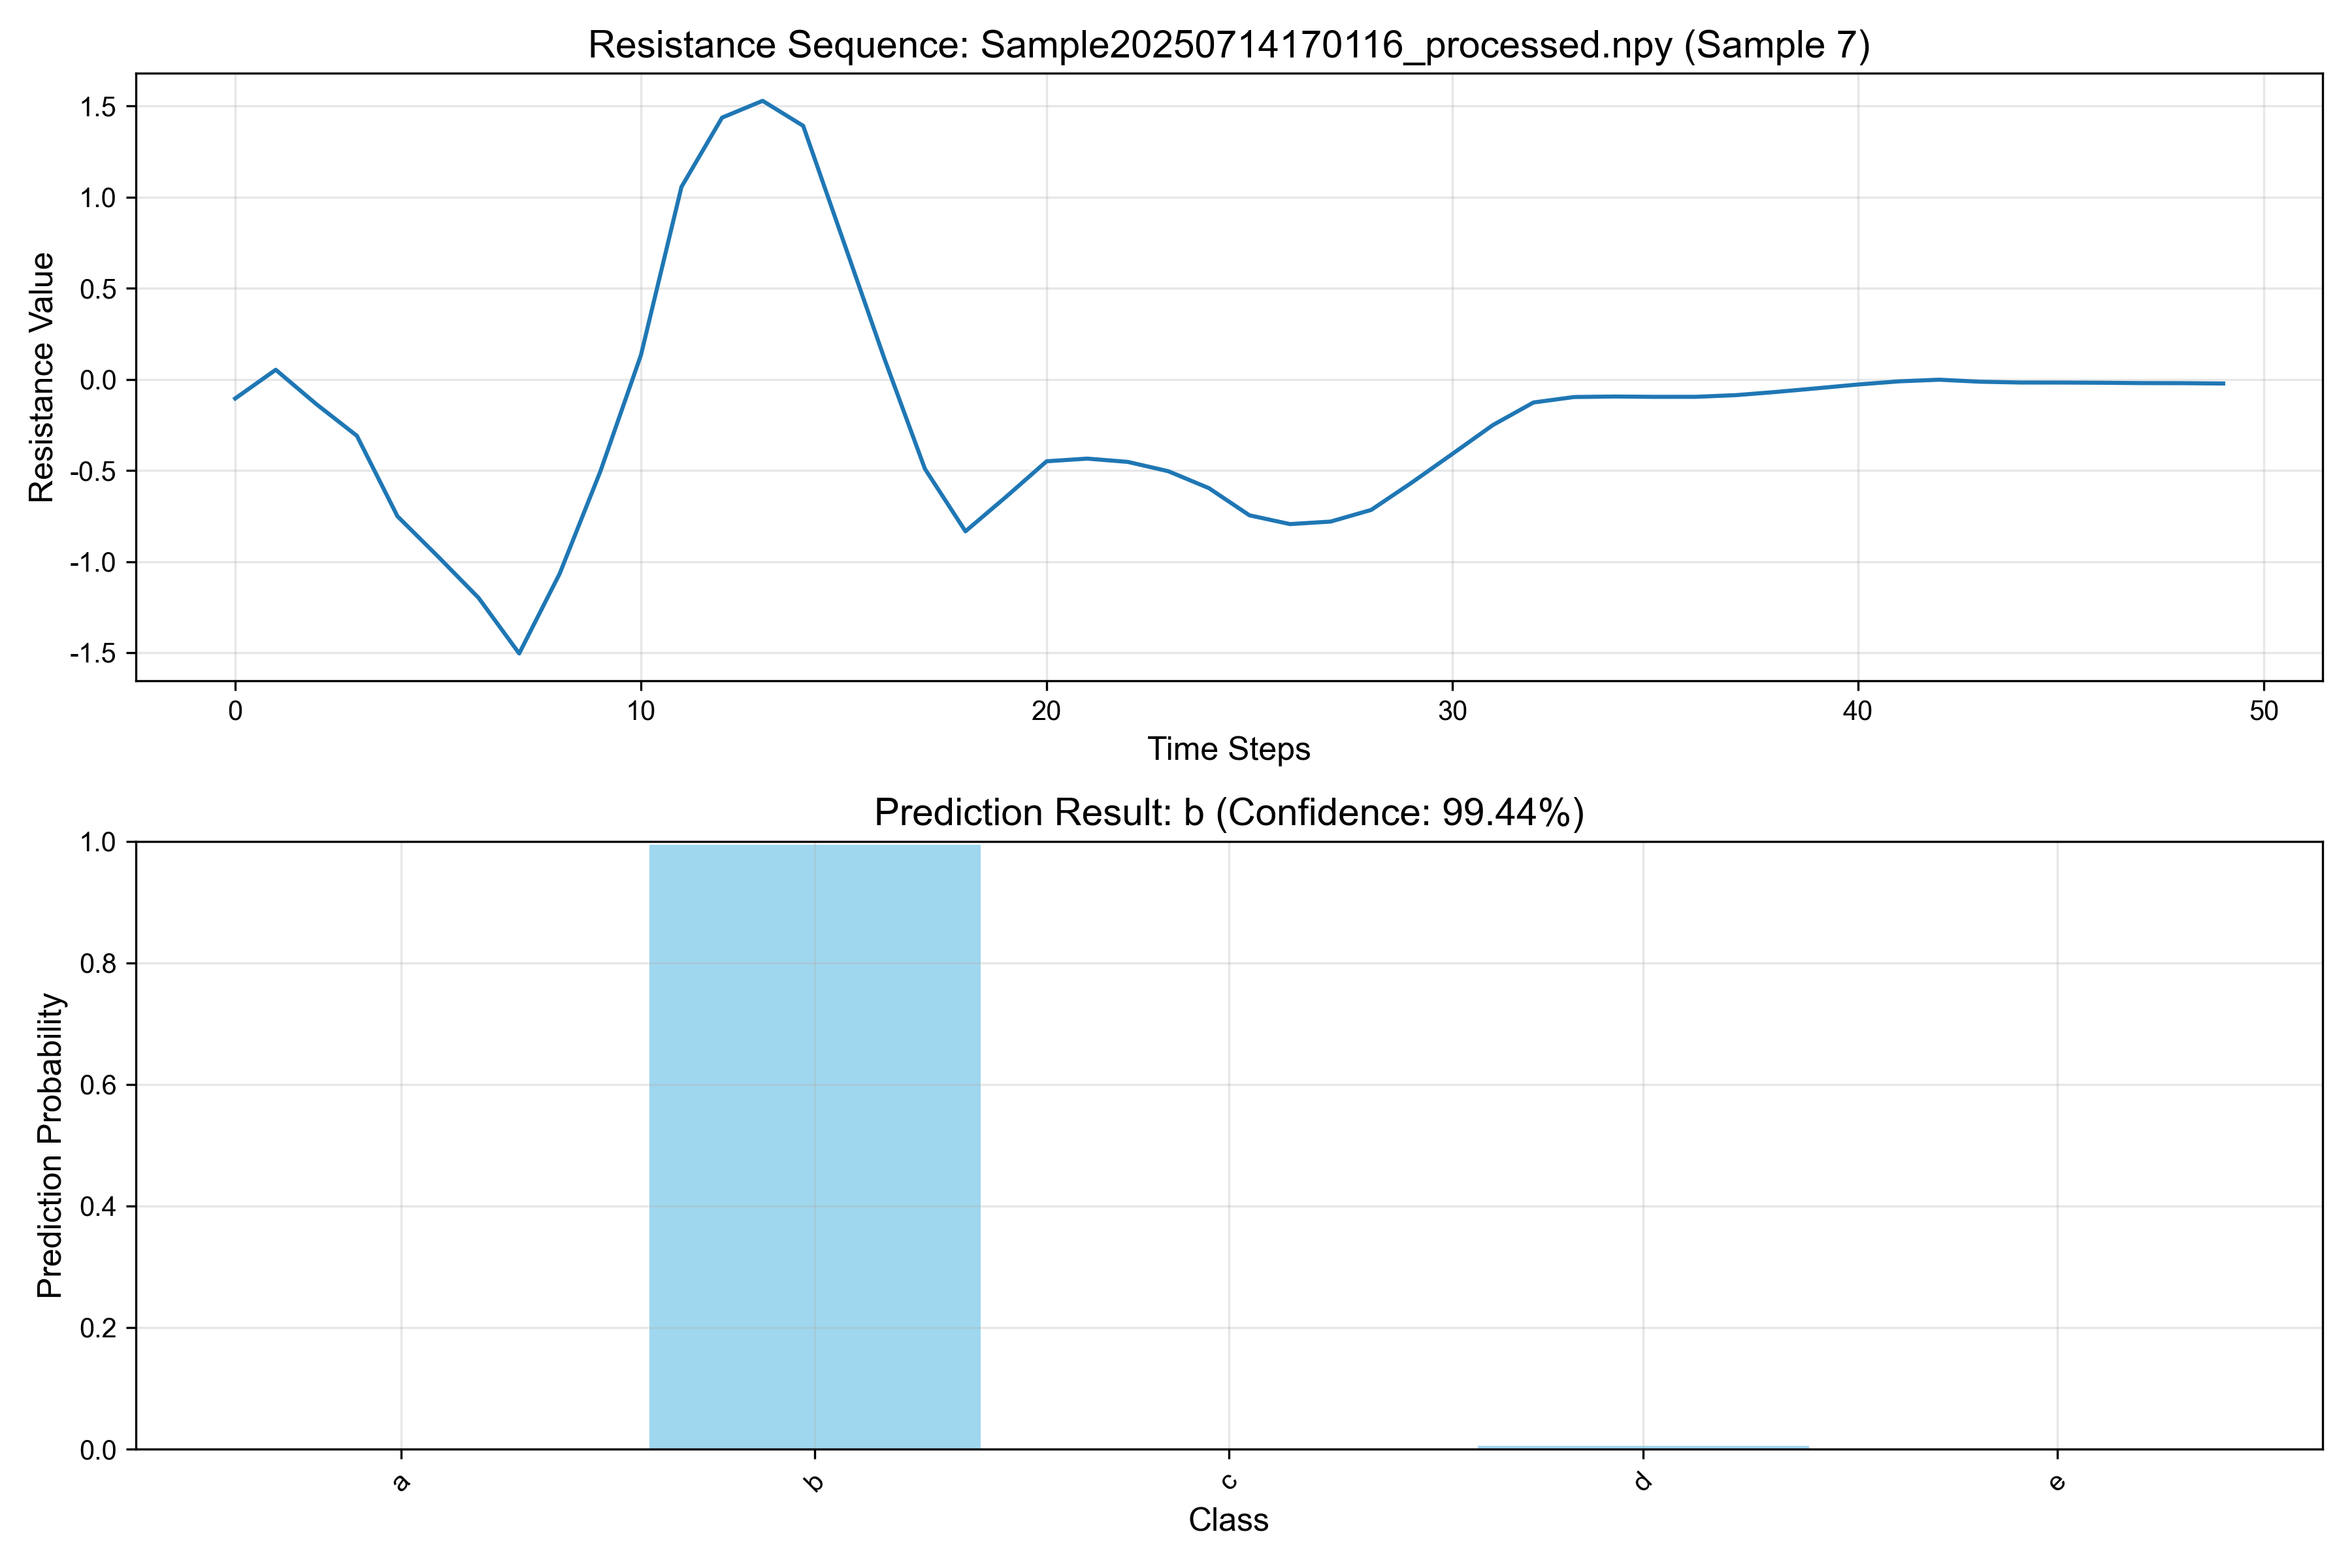 Resistance Sequence: Sample20250714170116_processed.npy (Sample 7)
Resistance Value
1.5
1.0
0.5
0.0
-0.5
-1.0
-1.5
0 10 20 30 40 50
Time Steps
Prediction Result: b (Confidence: 99.44%)
Prediction Probability
1.0
0.8
0.6
0.4
0.2
0.0
a b c d e
Class